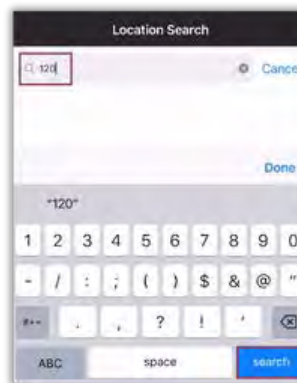 Location Search
120 Cancel
Done
"120"
1 2 3 4 5 6 7 8 9 0
- / : ; ( ) $ & @ "
#+= . , ? ! '
ABC space search